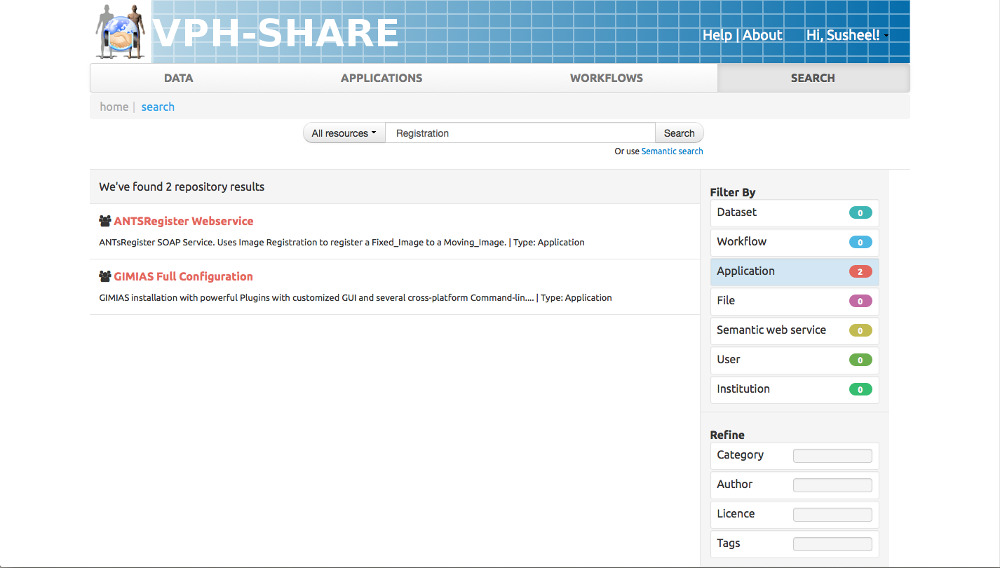 VPH-SHARE
Help | About Hi, Susheel!
DATA APPLICATIONS WORKFLOWS SEARCH
home | search
All resources Registration Search
Or use Semantic search
We've found 2 repository results
ANTSRegister Webservice
ANTsRegister SOAP Service. Uses Image Registration to register a Fixed_Image to a Moving_Image. | Type: Application
GIMIAS Full Configuration
GIMIAS installation with powerful Plugins with customized GUI and several cross-platform Command-lin.... | Type: Application
Filter By
Dataset 0
Workflow 0
Application 2
File 0
Semantic web service 0
User 0
Institution 0
Refine
Category
Author
Licence
Tags